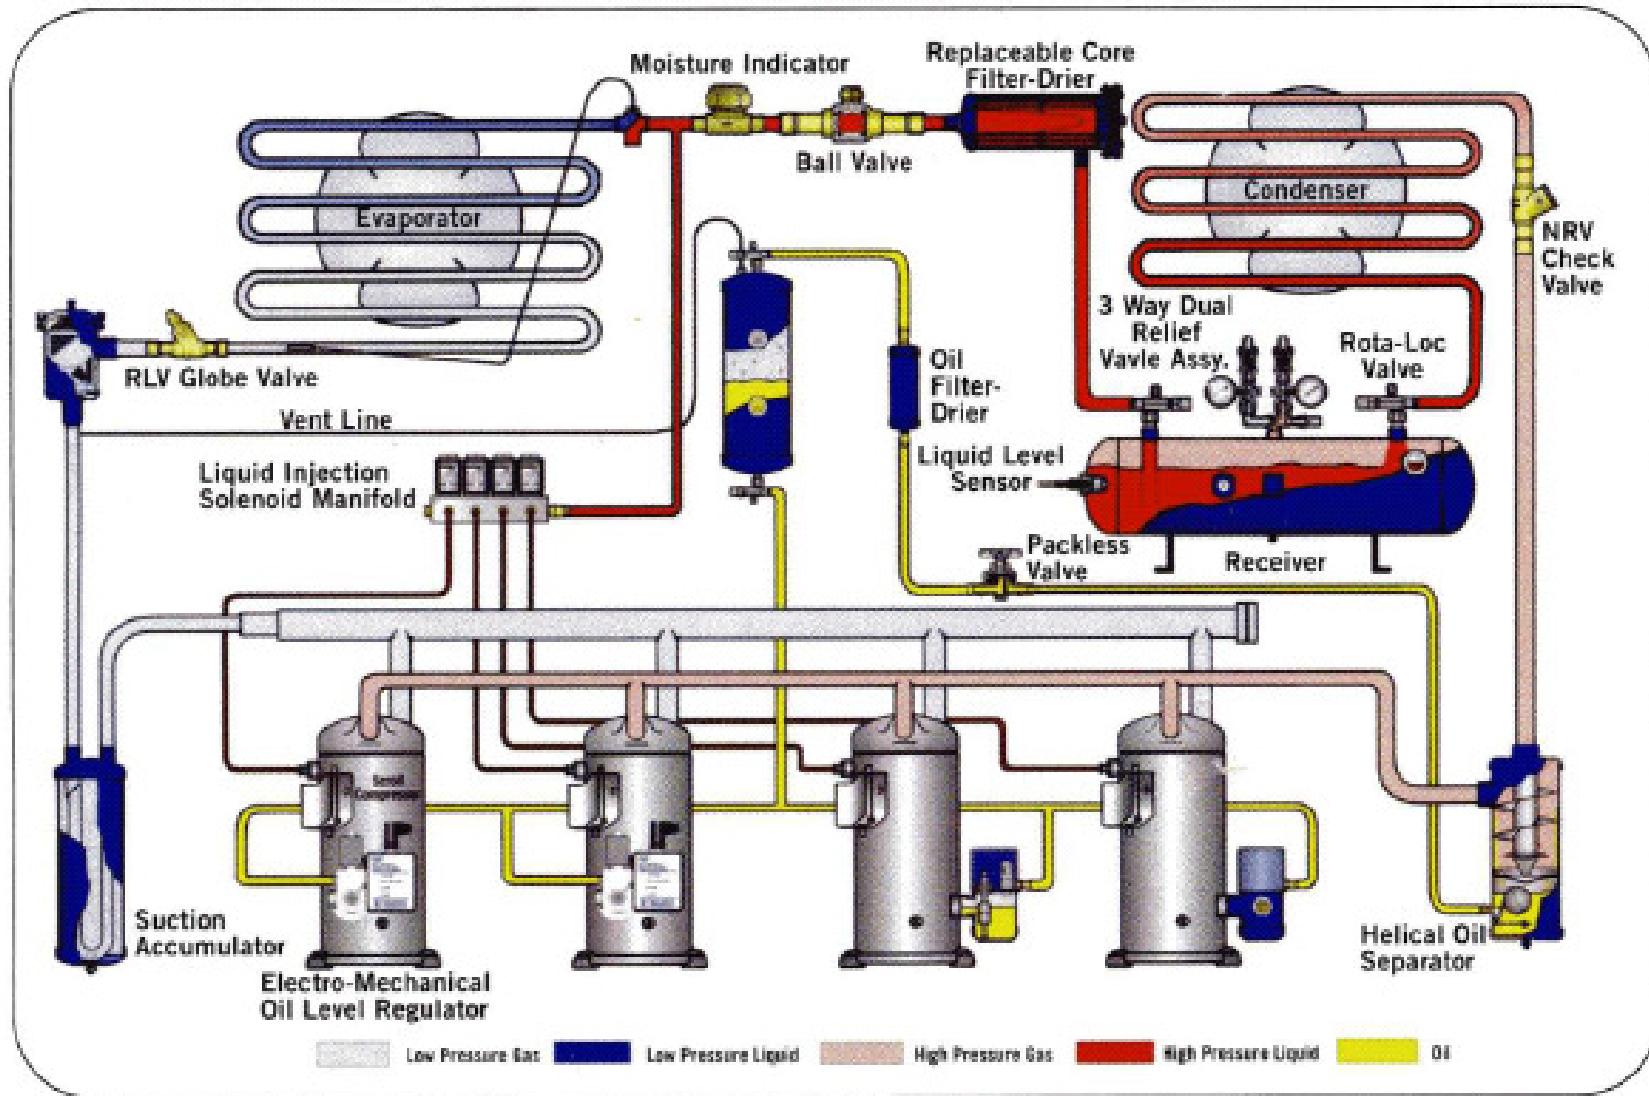 Moisture Indicator
Replaceable Core
Filter-Drier
Ball Valve
Evaporator
Condenser
NRV
Check
Valve
3 Way Dual
Relief
Vavle Assy.
Rota-Loc
Valve
RLV Globe Valve
Oil
Filter-
Drier
Vent Line
Liquid Injection
Solenoid Manifold
Liquid Level
Sensor
Packless
Valve
Receiver
Scroll
Compressor
Suction
Accumulator
Helical Oil
Separator
Electro-Mechanical
Oil Level Regulator
Low Pressure Gas
Low Pressure Liquid
High Pressure Gas
High Pressure Liquid
Oil